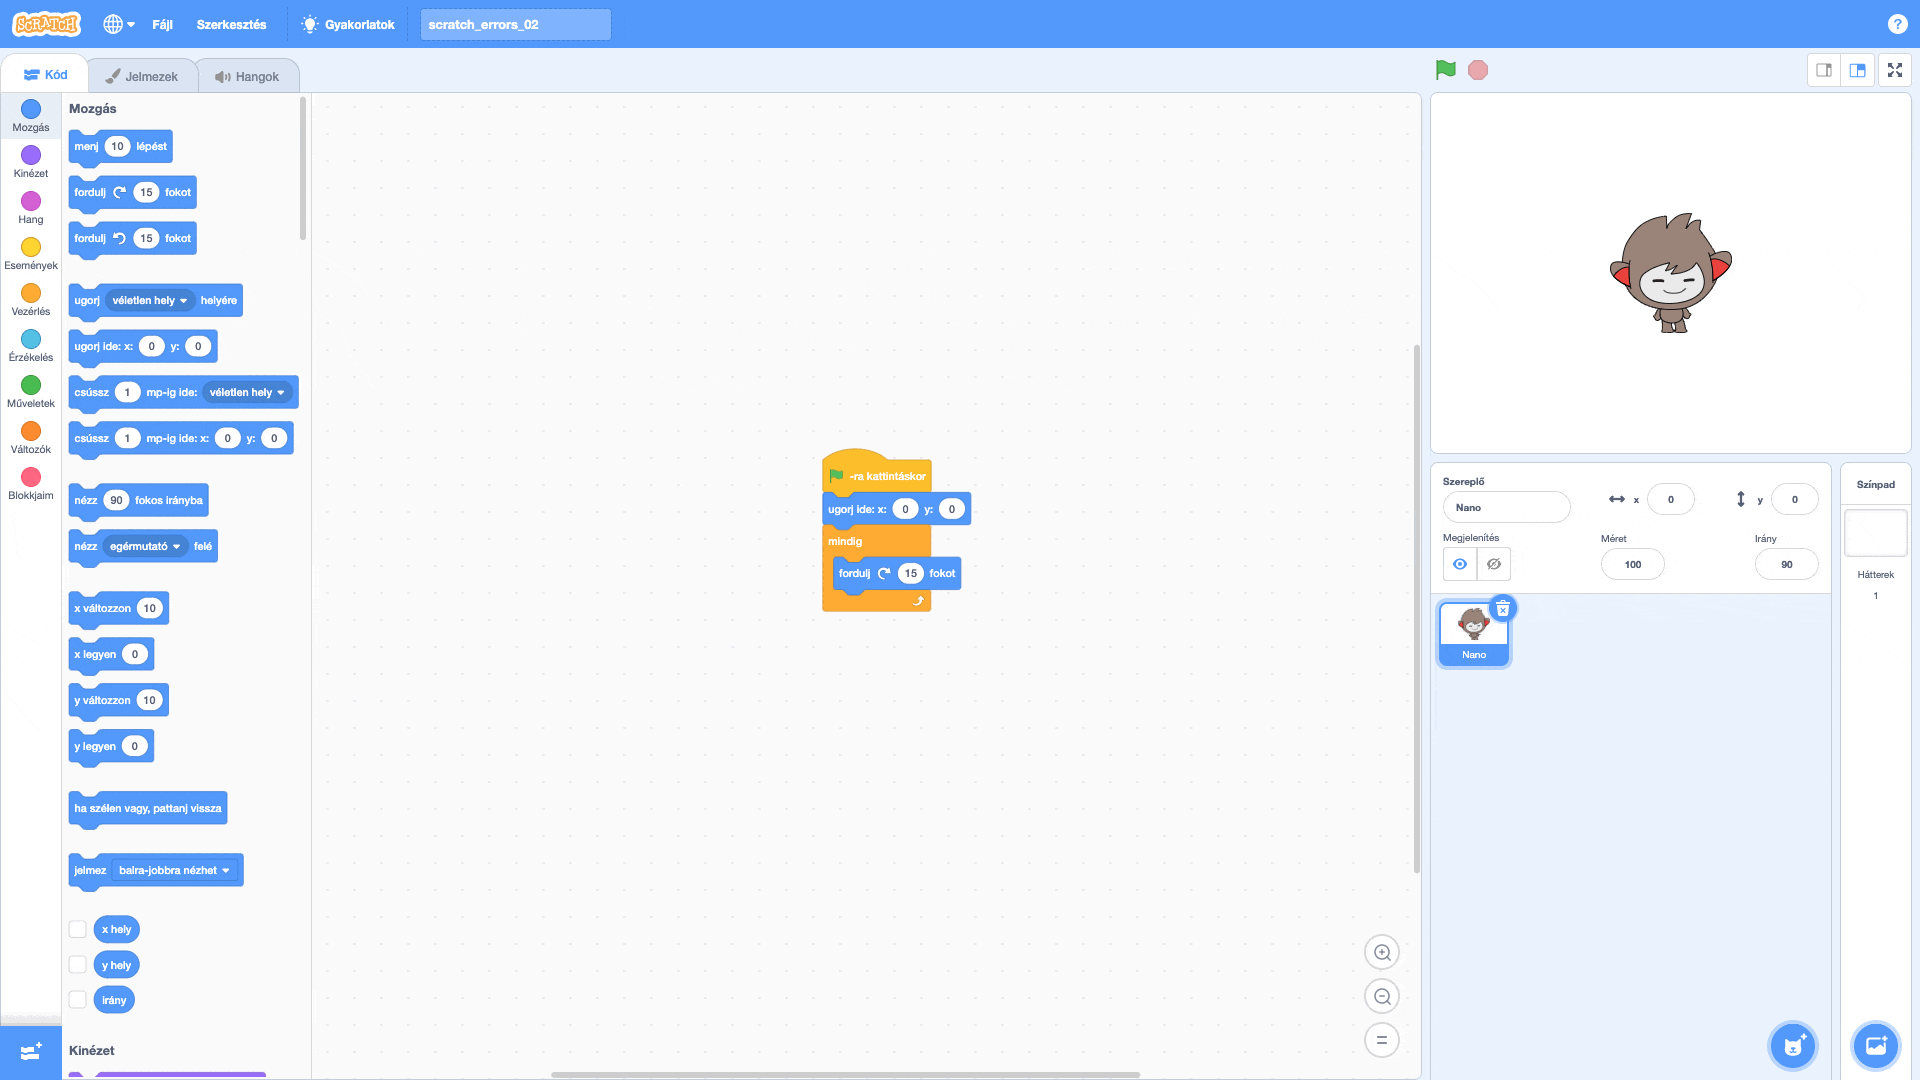 SCRATCH Fájl Szerkesztés Gyakorlatok scratch_errors_02 ?
Kód Jelmezek Hangok
Mozgás
Kinézet
Hang
Események
Vezérlés
Érzékelés
Műveletek
Változók
Blokkjaim
Mozgás
menj 10 lépést
fordulj 15 fokot
fordulj 15 fokot
ugorj véletlen hely helyére
ugorj ide: x: 0 y: 0
csússz 1 mp-ig ide: véletlen hely
csússz 1 mp-ig ide: x: 0 y: 0
nézz 90 fokos irányba
nézz egérmutató felé
x változzon 10
x legyen 0
y változzon 10
y legyen 0
ha szélen vagy, pattanj vissza
jelmez balra-jobbra nézhet
x hely
y hely
irány
Kinézet
-ra kattintáskor
ugorj ide: x: 0 y: 0
mindig
fordulj 15 fokot
Szereplő
Nano x 0 y 0
Megjelenítés Méret Irány
100 90
Nano
Színpad
Hátterek
1